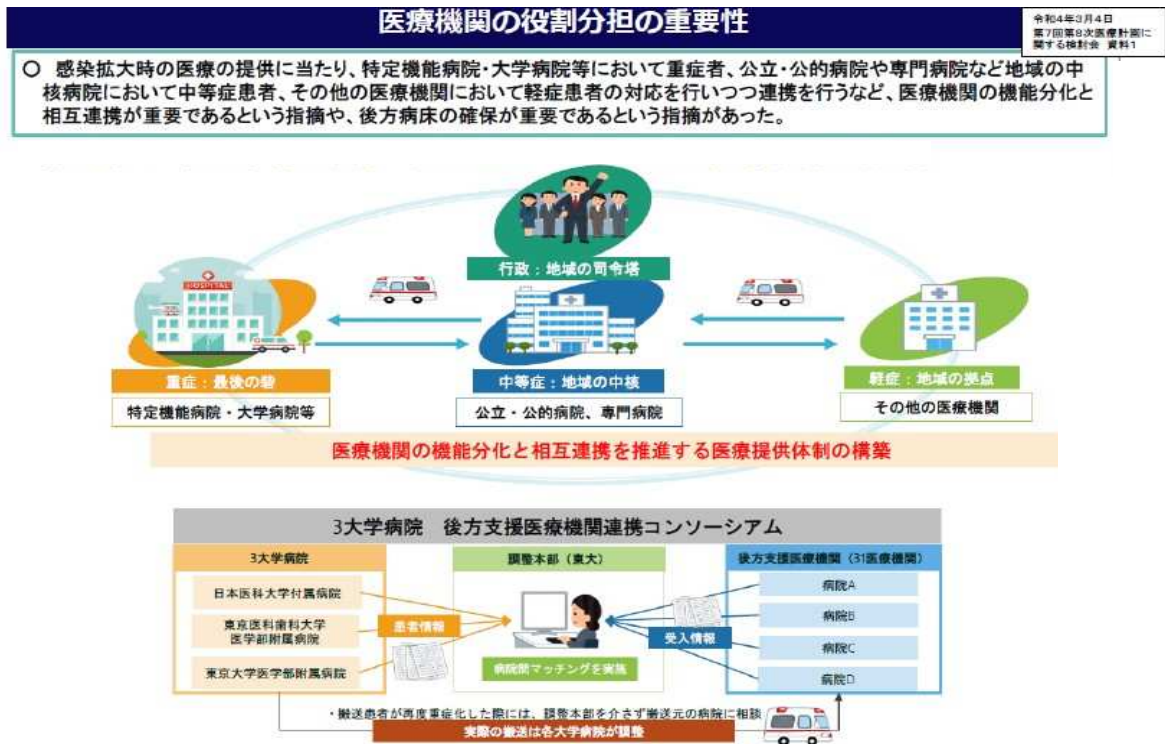 医療機関の役割分担の重要性
令和4年3月4日
第7回第8次医療計画に
関する検討会 資料1
○ 感染拡大時の医療の提供に当たり、特定機能病院・大学病院等において重症者、公立・公的病院や専門病院など地域の中
核病院において中等症患者、その他の医療機関において軽症患者の対応を行いつつ連携を行うなど、医療機関の機能分化と
相互連携が重要であるという指摘や、後方病床の確保が重要であるという指摘があった。
行政：地域の司令塔
HOSPITAL
重症：最後の砦
中等症：地域の中核
軽症：地域の拠点
特定機能病院・大学病院等
公立・公的病院、専門病院
その他の医療機関
医療機関の機能分化と相互連携を推進する医療提供体制の構築
3大学病院 後方支援医療機関連携コンソーシアム
3大学病院
調整本部（東大）
後方支援医療機関（31医療機関）
日本医科大学付属病院
東京医科歯科大学
医学部附属病院
東京大学医学部附属病院
患者情報
病院間マッチングを実施
受入情報
病院A
病院B
病院C
病院D
・搬送患者が再度重症化した際には、調整本部を介さず搬送元の病院に相談
実際の搬送は各大学病院が調整